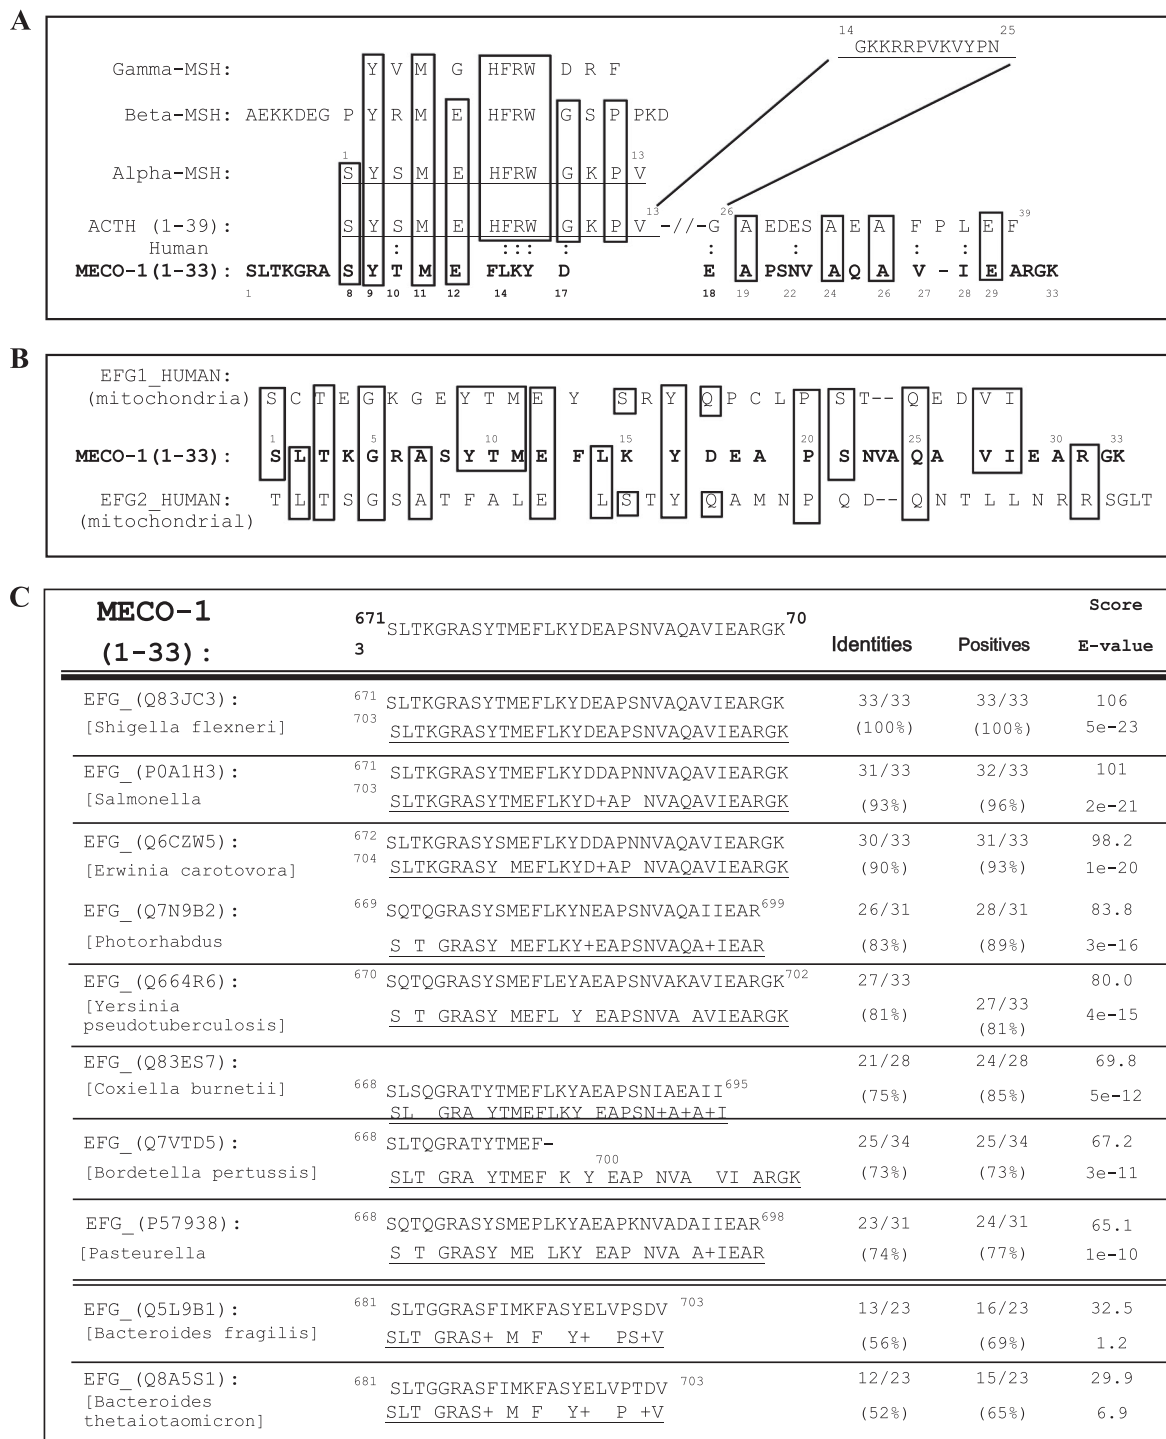 A
14 GKKRRPVKVYPN 25
Gamma-MSH: Y V M G HFRW D R F
Beta-MSH: AEKKDEG P Y R M E HFRW G S P PKD
1 13
Alpha-MSH: S Y S M E HFRW G K P V
13 26 39
ACTH (1-39): S Y S M E HFRW G K P V -//-G A EDES A E A F P L E F
Human : : : : : : :
MECO-1(1-33): SLTKGRA S Y T M E FLKY D E A PSNV A Q A V - I E ARGK
1 8 9 10 11 12 14 17 18 19 22 24 26 27 28 29 33
B
EFG1_HUMAN:
(mitochondria) S C T E G K G E Y T M E Y S R Y Q P C L P S T-- Q E D V I
1 5 10 15 20 25 30 33
MECO-1(1-33): S L T K G R A S Y T M E F L K Y D E A P S NVA Q A V I E A R GK
EFG2_HUMAN: T L T S G S A T F A L E L S T Y Q A M N P Q D-- Q N T L L N R R SGLT
(mitochondrial)
C
MECO-1
(1-33):
671 SLTKGRASYTMEFLKYDEAPSNVAQAVIEARGK 70
3
Identities Positives Score
E-value
EFG_(Q83JC3): 671 SLTKGRASYTMEFLKYDEAPSNVAQAVIEARGK 33/33 33/33 106
[Shigella flexneri] 703 SLTKGRASYTMEFLKYDEAPSNVAQAVIEARGK (100%) (100%) 5e-23
EFG_(P0A1H3): 671 SLTKGRASYTMEFLKYDDAPNNVAQAVIEARGK 31/33 32/33 101
[Salmonella 703 SLTKGRASYTMEFLKYD+AP NVAQAVIEARGK (93%) (96%) 2e-21
EFG_(Q6CZW5): 672 SLTKGRASYSMEFLKYDDAPNNVAQAVIEARGK 30/33 31/33 98.2
[Erwinia carotovora] 704 SLTKGRASY MEFLKYD+AP NVAQAVIEARGK (90%) (93%) 1e-20
EFG_(Q7N9B2): 669 SQTQGRASYSMEFLKYNEAPSNVAQAIIEAR 699 26/31 28/31 83.8
[Photorhabdus S T GRASY MEFLKY+EAPSNVAQA+IEAR (83%) (89%) 3e-16
EFG_(Q664R6): 670 SQTQGRASYSMEFLEYAEAPSNVAKAVIEARGK 702 27/33 80.0
[Yersinia
pseudotuberculosis] S T GRASY MEFL Y EAPSNVA AVIEARGK (81%) 27/33 4e-15
(81%)
EFG_(Q83ES7): 21/28 24/28 69.8
[Coxiella burnetii] 668 SLSQGRATYTMEFLKYAEAPSNIAEAII 695 (75%) (85%) 5e-12
SL GRA YTMEFLKY EAPSN+A+A+I
EFG_(Q7VTD5): 668 SLTQGRATYTMEF- 25/34 25/34 67.2
700
[Bordetella pertussis] SLT GRA YTMEF K Y EAP NVA VI ARGK (73%) (73%) 3e-11
EFG_(P57938): 668 SQTQGRASYSMEPLKYAEAPKNVADAIIEAR 698 23/31 24/31 65.1
[Pasteurella S T GRASY ME LKY EAP NVA A+IEAR (74%) (77%) 1e-10
EFG_(Q5L9B1): 681 SLTGGRASFIMKFASYELVPSDV 703 13/23 16/23 32.5
[Bacteroides fragilis] SLT GRAS+ M F Y+ PS+V (56%) (69%) 1.2
EFG_(Q8A5S1): 681 SLTGGRASFIMKFASYELVPTDV 703 12/23 15/23 29.9
[Bacteroides
thetaiotaomicron] SLT GRAS+ M F Y+ P +V (52%) (65%) 6.9